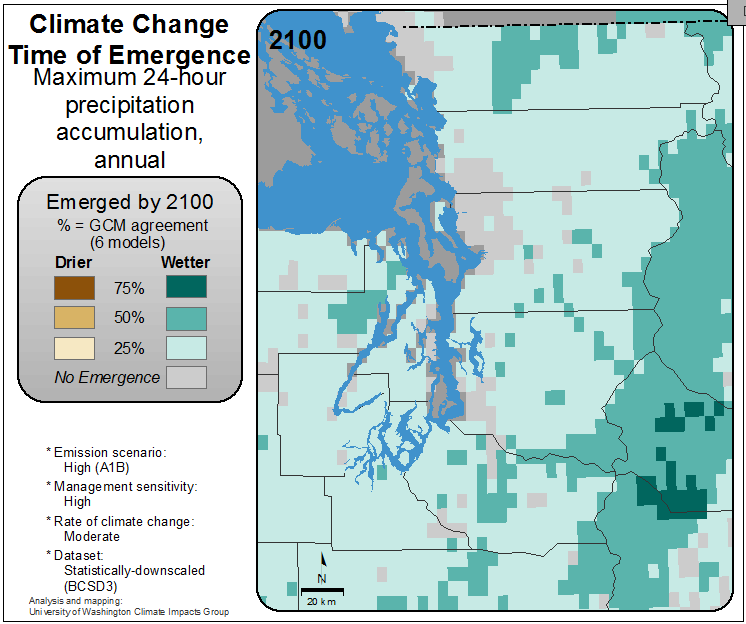 Climate Change
Time of Emergence
Maximum 24-hour
precipitation
accumulation,
annual
Emerged by 2100
% = GCM agreement
(6 models)
Drier Wetter
75%
50%
25%
No Emergence
* Emission scenario:
High (A1B)
* Management sensitivity:
High
* Rate of climate change:
Moderate
* Dataset:
Statistically-downscaled
(BCSD3)
Analysis and mapping:
University of Washington Climate Impacts Group
2100
N
20 km